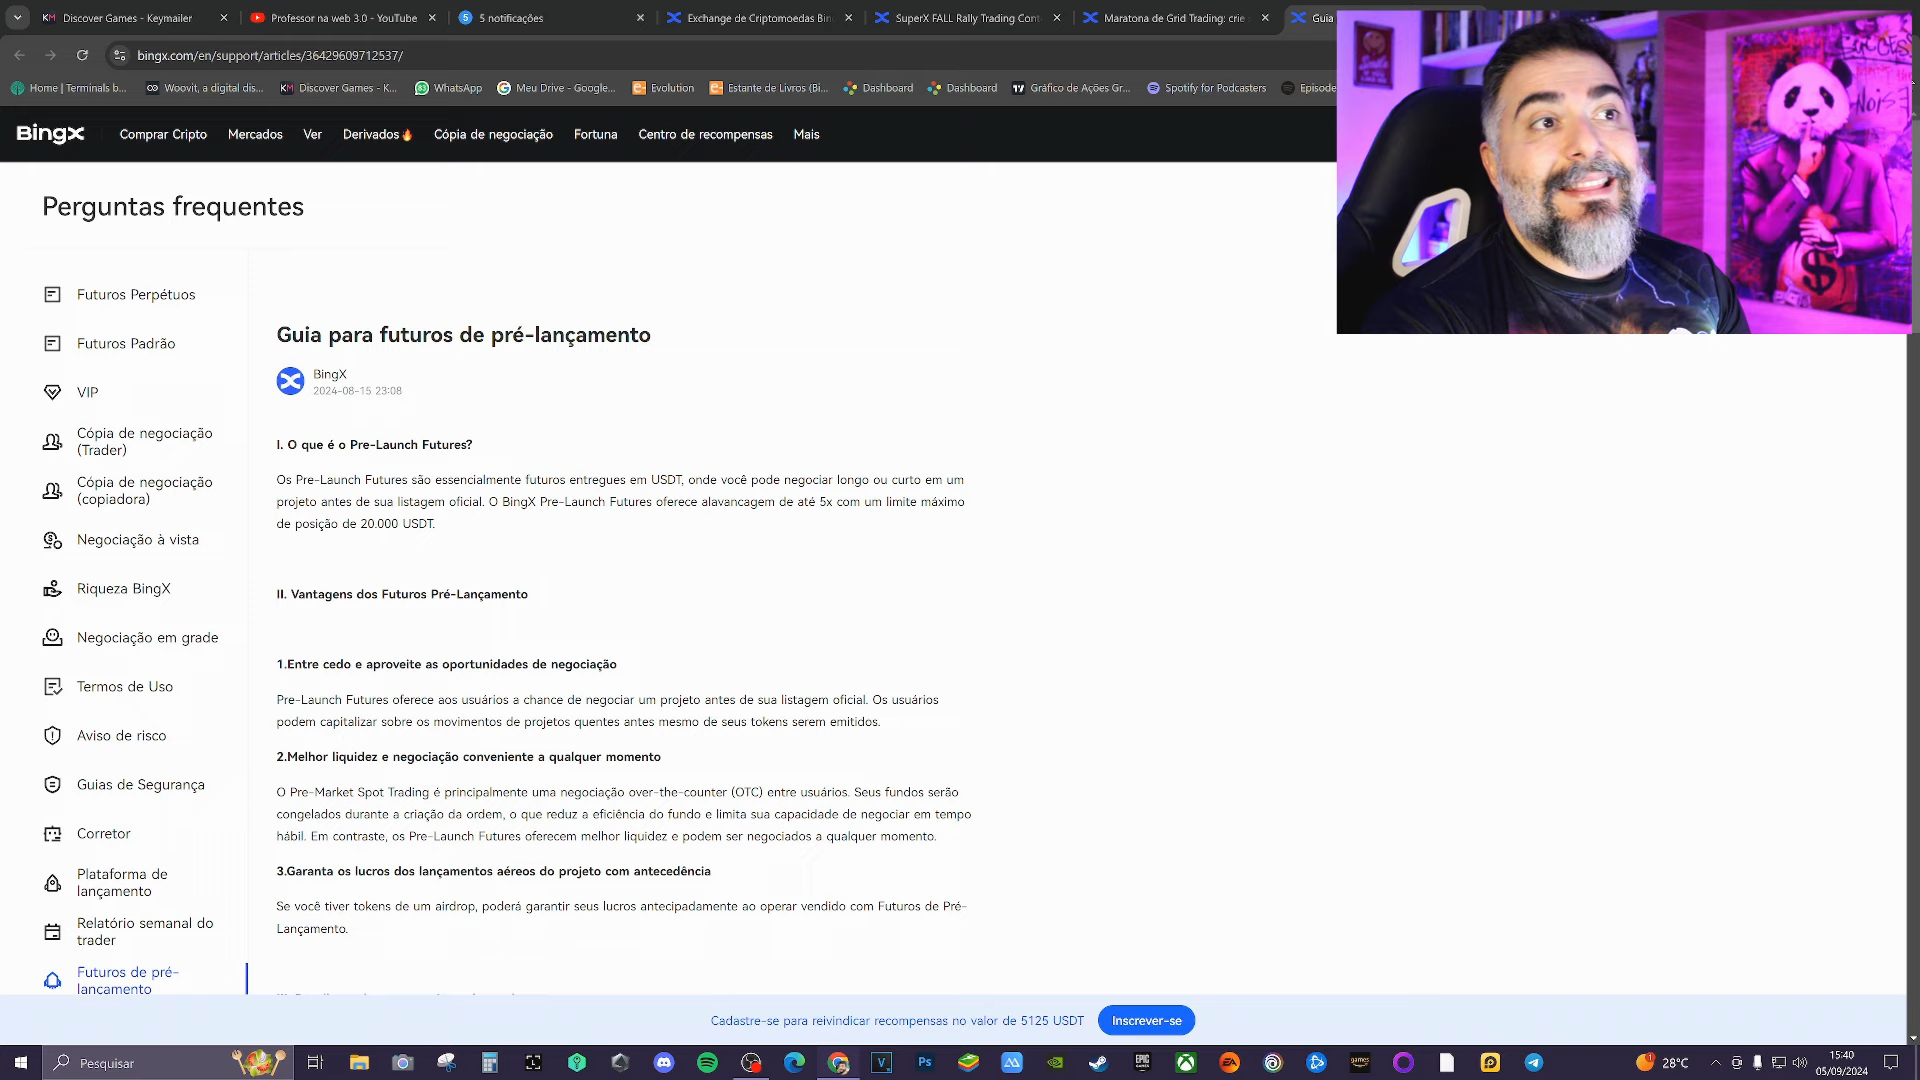 Discover Games - Keymailer
Professor na web 3.0 - YouTube
5 notificações
Exchange de Criptomoedas Bin
SuperX FALL Rally Trading Cont
Maratona de Grid Trading: crie
Guia
bingx.com/en/support/articles/36429609712537/
Home | Terminals b...
Woovit, a digital dis...
Discover Games - K...
WhatsApp
Meu Drive - Google...
Evolution
Estante de Livros (Bi...
Dashboard
Dashboard
Gráfico de Ações Gr...
Spotify for Podcasters
Episode
BingX
Comprar Cripto
Mercados
Ver
Derivados
Cópia de negociação
Fortuna
Centro de recompensas
Mais
Perguntas frequentes
Futuros Perpétuos
Futuros Padrão
VIP
Cópia de negociação
(Trader)
Cópia de negociação
(copiadora)
Negociação à vista
Riqueza BingX
Negociação em grade
Termos de Uso
Aviso de risco
Guias de Segurança
Corretor
Plataforma de
lançamento
Relatório semanal do
trader
Futuros de pré-
lançamento
Guia para futuros de pré-lançamento
BingX
2024-08-15 23:08
I. O que é o Pre-Launch Futures?
Os Pre-Launch Futures são essencialmente futuros entregues em USDT, onde você pode negociar longo ou curto em um
projeto antes de sua listagem oficial. O BingX Pre-Launch Futures oferece alavancagem de até 5x com um limite máximo
de posição de 20.000 USDT.
II. Vantagens dos Futuros Pré-Lançamento
1.Entre cedo e aproveite as oportunidades de negociação
Pre-Launch Futures oferece aos usuários a chance de negociar um projeto antes de sua listagem oficial. Os usuários
podem capitalizar sobre os movimentos de projetos quentes antes mesmo de seus tokens serem emitidos.
2.Melhor liquidez e negociação conveniente a qualquer momento
O Pre-Market Spot Trading é principalmente uma negociação over-the-counter (OTC) entre usuários. Seus fundos serão
congelados durante a criação da ordem, o que reduz a eficiência do fundo e limita sua capacidade de negociar em tempo
hábil. Em contraste, os Pre-Launch Futures oferecem melhor liquidez e podem ser negociados a qualquer momento.
3.Garanta os lucros dos lançamentos aéreos do projeto com antecedência
Se você tiver tokens de um airdrop, poderá garantir seus lucros antecipadamente ao operar vendido com Futuros de Pré-
Lançamento.
Cadastre-se para reivindicar recompensas no valor de 5125 USDT
Inscrever-se
Pesquisar
28°C
15:40
05/09/2024